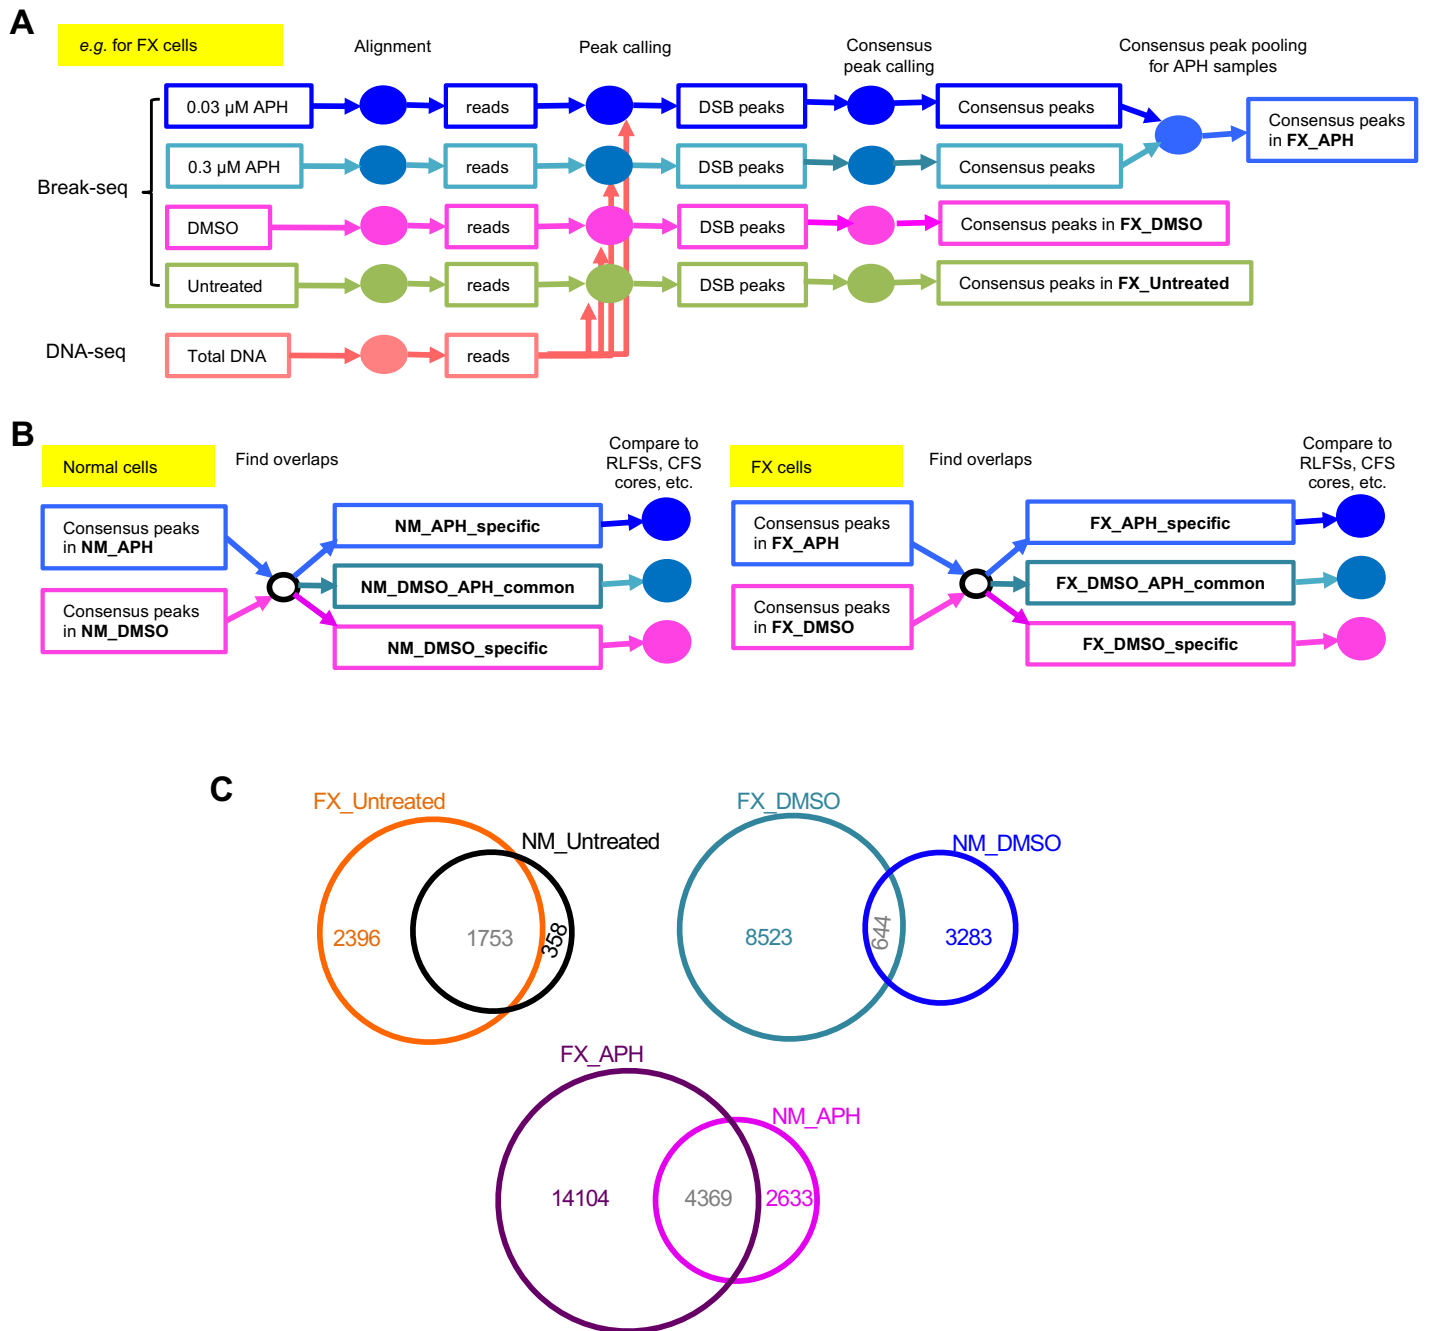 A
e.g. for FX cells
Alignment
Peak calling
Consensus
peak calling
Consensus peak pooling
for APH samples
Break-seq
0.03 µM APH
reads
DSB peaks
Consensus peaks
Consensus peaks
in FX_APH
0.3 µM APH
reads
DSB peaks
Consensus peaks
DMSO
reads
DSB peaks
Consensus peaks in FX_DMSO
Untreated
reads
DSB peaks
Consensus peaks in FX_Untreated
DNA-seq
Total DNA
reads
B
Normal cells
Find overlaps
Compare to
RLFSs, CFS
cores, etc.
Consensus peaks
in NM_APH
Consensus peaks
in NM_DMSO
NM_APH_specific
NM_DMSO_APH_common
NM_DMSO_specific
FX cells
Find overlaps
Compare to
RLFSs, CFS
cores, etc.
Consensus peaks
in FX_APH
Consensus peaks
in FX_DMSO
FX_APH_specific
FX_DMSO_APH_common
FX_DMSO_specific
C
FX_Untreated
NM_Untreated
2396
1753
358
FX_DMSO
NM_DMSO
8523
644
3283
FX_APH
NM_APH
14104
4369
2633